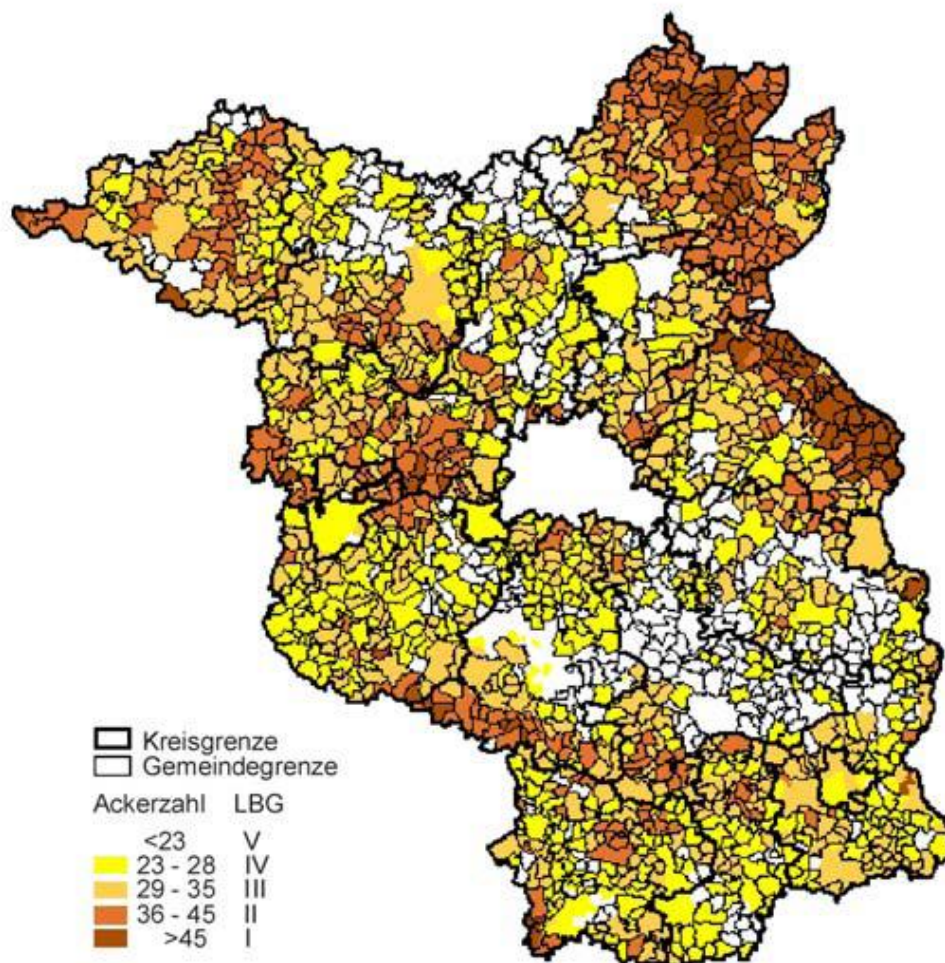 Kreisgrenze
Gemeindegrenze
Ackerzahl LBG
<23 V
23 - 28 IV
29 - 35 III
36 - 45 II
>45 I